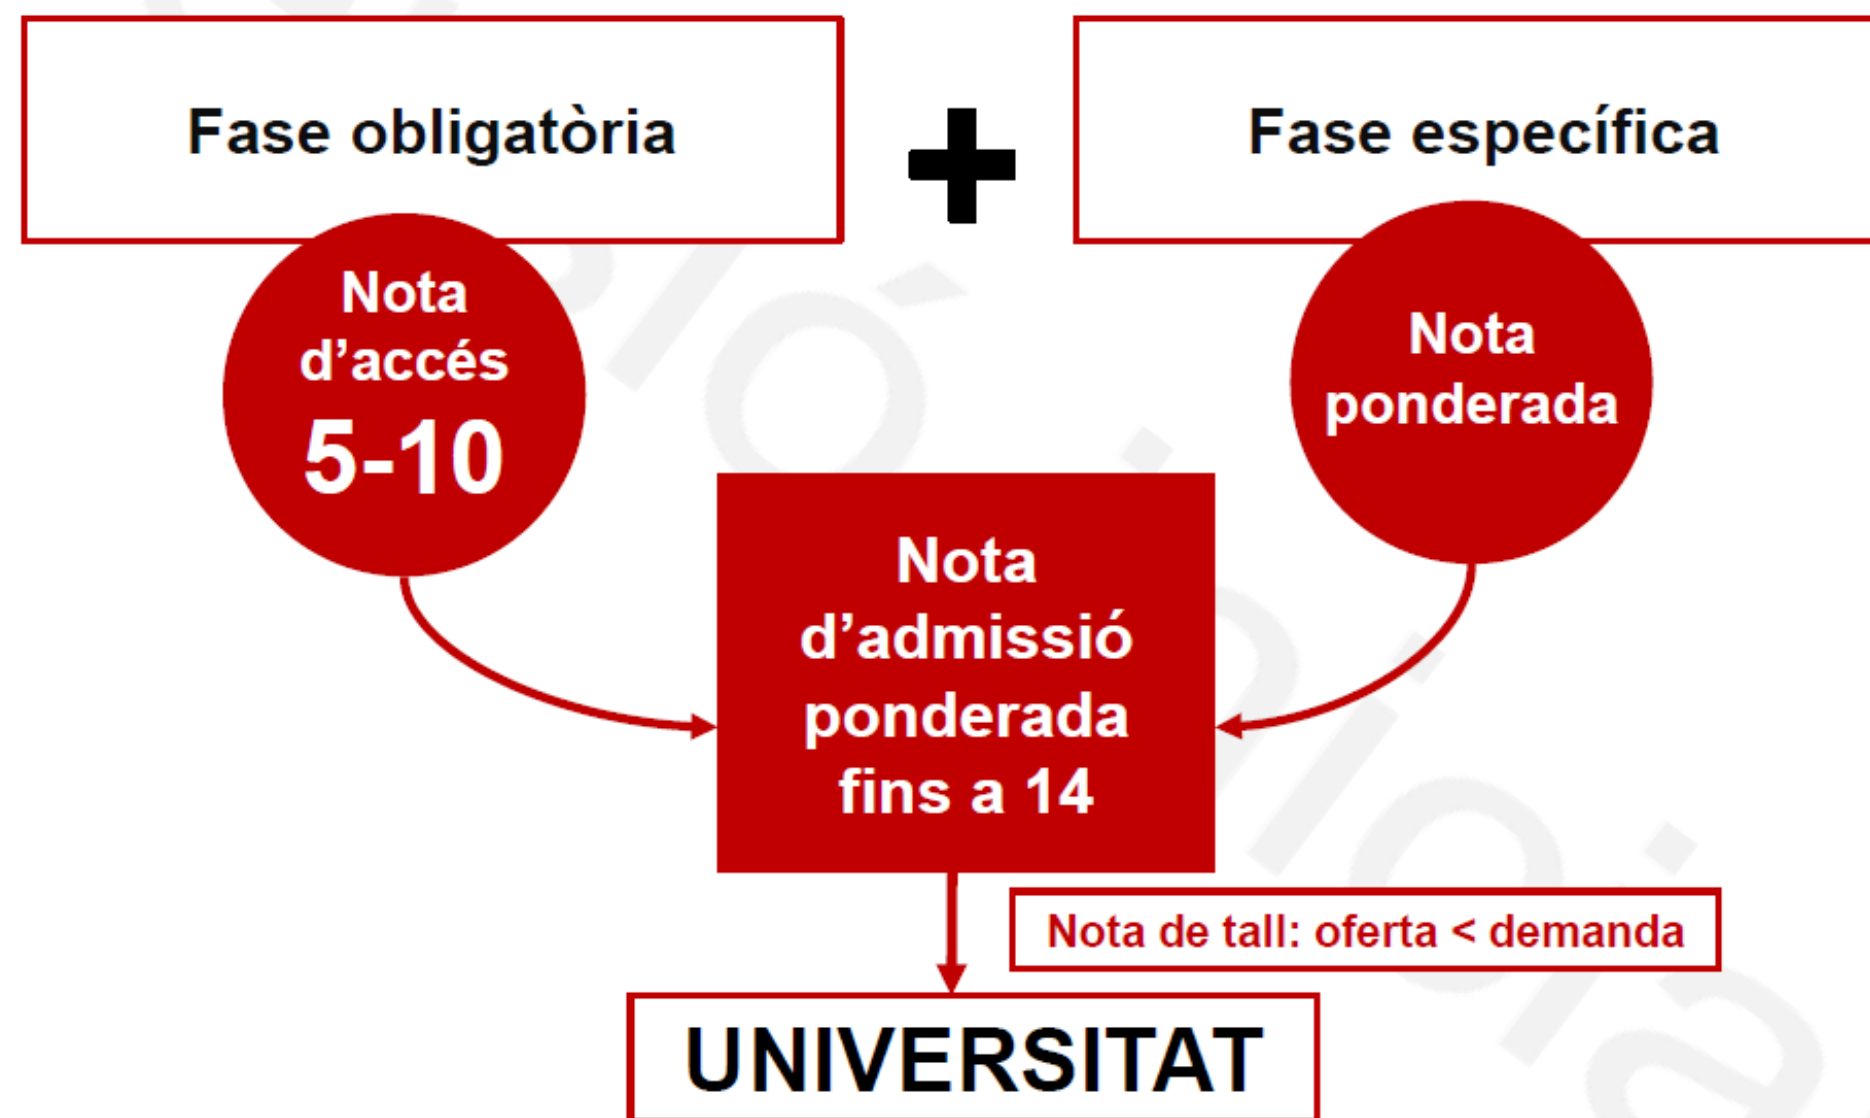 Fase obligatòria
+
Fase específica
Nota
d'accés
5-10
Nota
ponderada
Nota
d'admissió
ponderada
fins a 14
Nota de tall: oferta < demanda
UNIVERSITAT